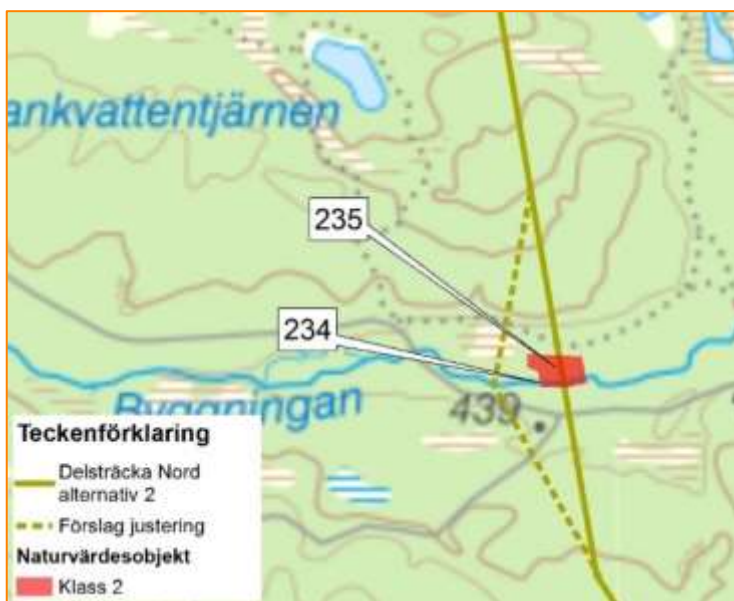 ankvattentjärnen
235
234
Byggningan
439
Teckenförklaring
Delsträcka Nord
alternativ 2
Förslag justering
Naturvärdesobjekt
Klass 2